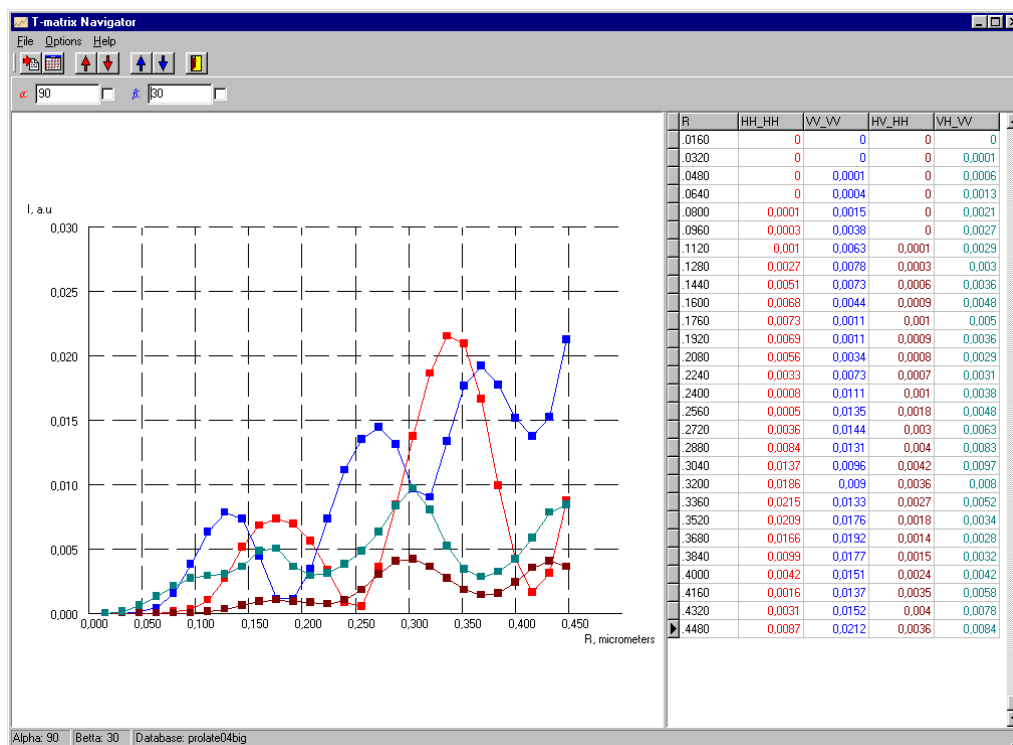 T-matrix Navigator
File Options Help
α: 90 β: 30
I, a.u
0,030
0,025
0,020
0,015
0,010
0,005
0,000
0,000 0,050 0,100 0,150 0,200 0,250 0,300 0,350 0,400 0,450
R, micrometers
R HH_HH VV_VV HV_HH VH_VV
.0160 0 0 0 0
.0320 0 0 0 0,0001
.0480 0 0,0001 0 0,0006
.0640 0 0,0004 0 0,0013
.0800 0,0001 0,0015 0 0,0021
.0960 0,0003 0,0038 0 0,0027
.1120 0,001 0,0063 0,0001 0,0029
.1280 0,0027 0,0078 0,0003 0,003
.1440 0,0051 0,0073 0,0006 0,0036
.1600 0,0068 0,0044 0,0009 0,0048
.1760 0,0073 0,0011 0,001 0,005
.1920 0,0069 0,0011 0,0009 0,0036
.2080 0,0056 0,0034 0,0008 0,0029
.2240 0,0033 0,0073 0,0007 0,0031
.2400 0,0008 0,0111 0,001 0,0038
.2560 0,0005 0,0135 0,0018 0,0048
.2720 0,0036 0,0144 0,003 0,0063
.2880 0,0084 0,0131 0,004 0,0083
.3040 0,0137 0,0096 0,0042 0,0097
.3200 0,0186 0,009 0,0036 0,008
.3360 0,0215 0,0133 0,0027 0,0052
.3520 0,0209 0,0176 0,0018 0,0034
.3680 0,0166 0,0192 0,0014 0,0028
.3840 0,0099 0,0177 0,0015 0,0032
.4000 0,0042 0,0151 0,0024 0,0042
.4160 0,0016 0,0137 0,0035 0,0058
.4320 0,0031 0,0152 0,004 0,0078
.4480 0,0087 0,0212 0,0036 0,0084
Alpha: 90 Betta: 30 Database: prolate04big